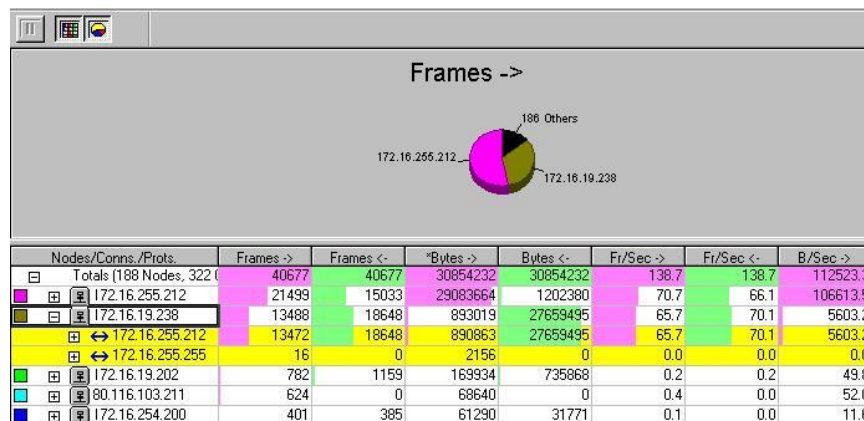 Frames ->
186 Others
172.16.255.212
172.16.19.238
Nodes/Conns./Prots. Frames -> Frames <- *Bytes -> Bytes <- Fr/Sec -> Fr/Sec <- B/Sec ->
Totals (188 Nodes, 322 40677 40677 30854232 30854232 138.7 138.7 112523.
172.16.255.212 21499 15033 29083664 1202380 70.7 66.1 106613.
172.16.19.238 13488 18648 893019 27659495 65.7 70.1 5603.
172.16.255.212 13472 18648 890863 27659495 65.7 70.1 5603.
172.16.255.255 16 0 2156 0 0.0 0.0 0.
172.16.19.202 782 1159 169934 735868 0.2 0.2 49.
80.116.103.211 624 0 68640 0 0.4 0.0 52.
172.16.254.200 401 385 61290 31771 0.1 0.0 11.